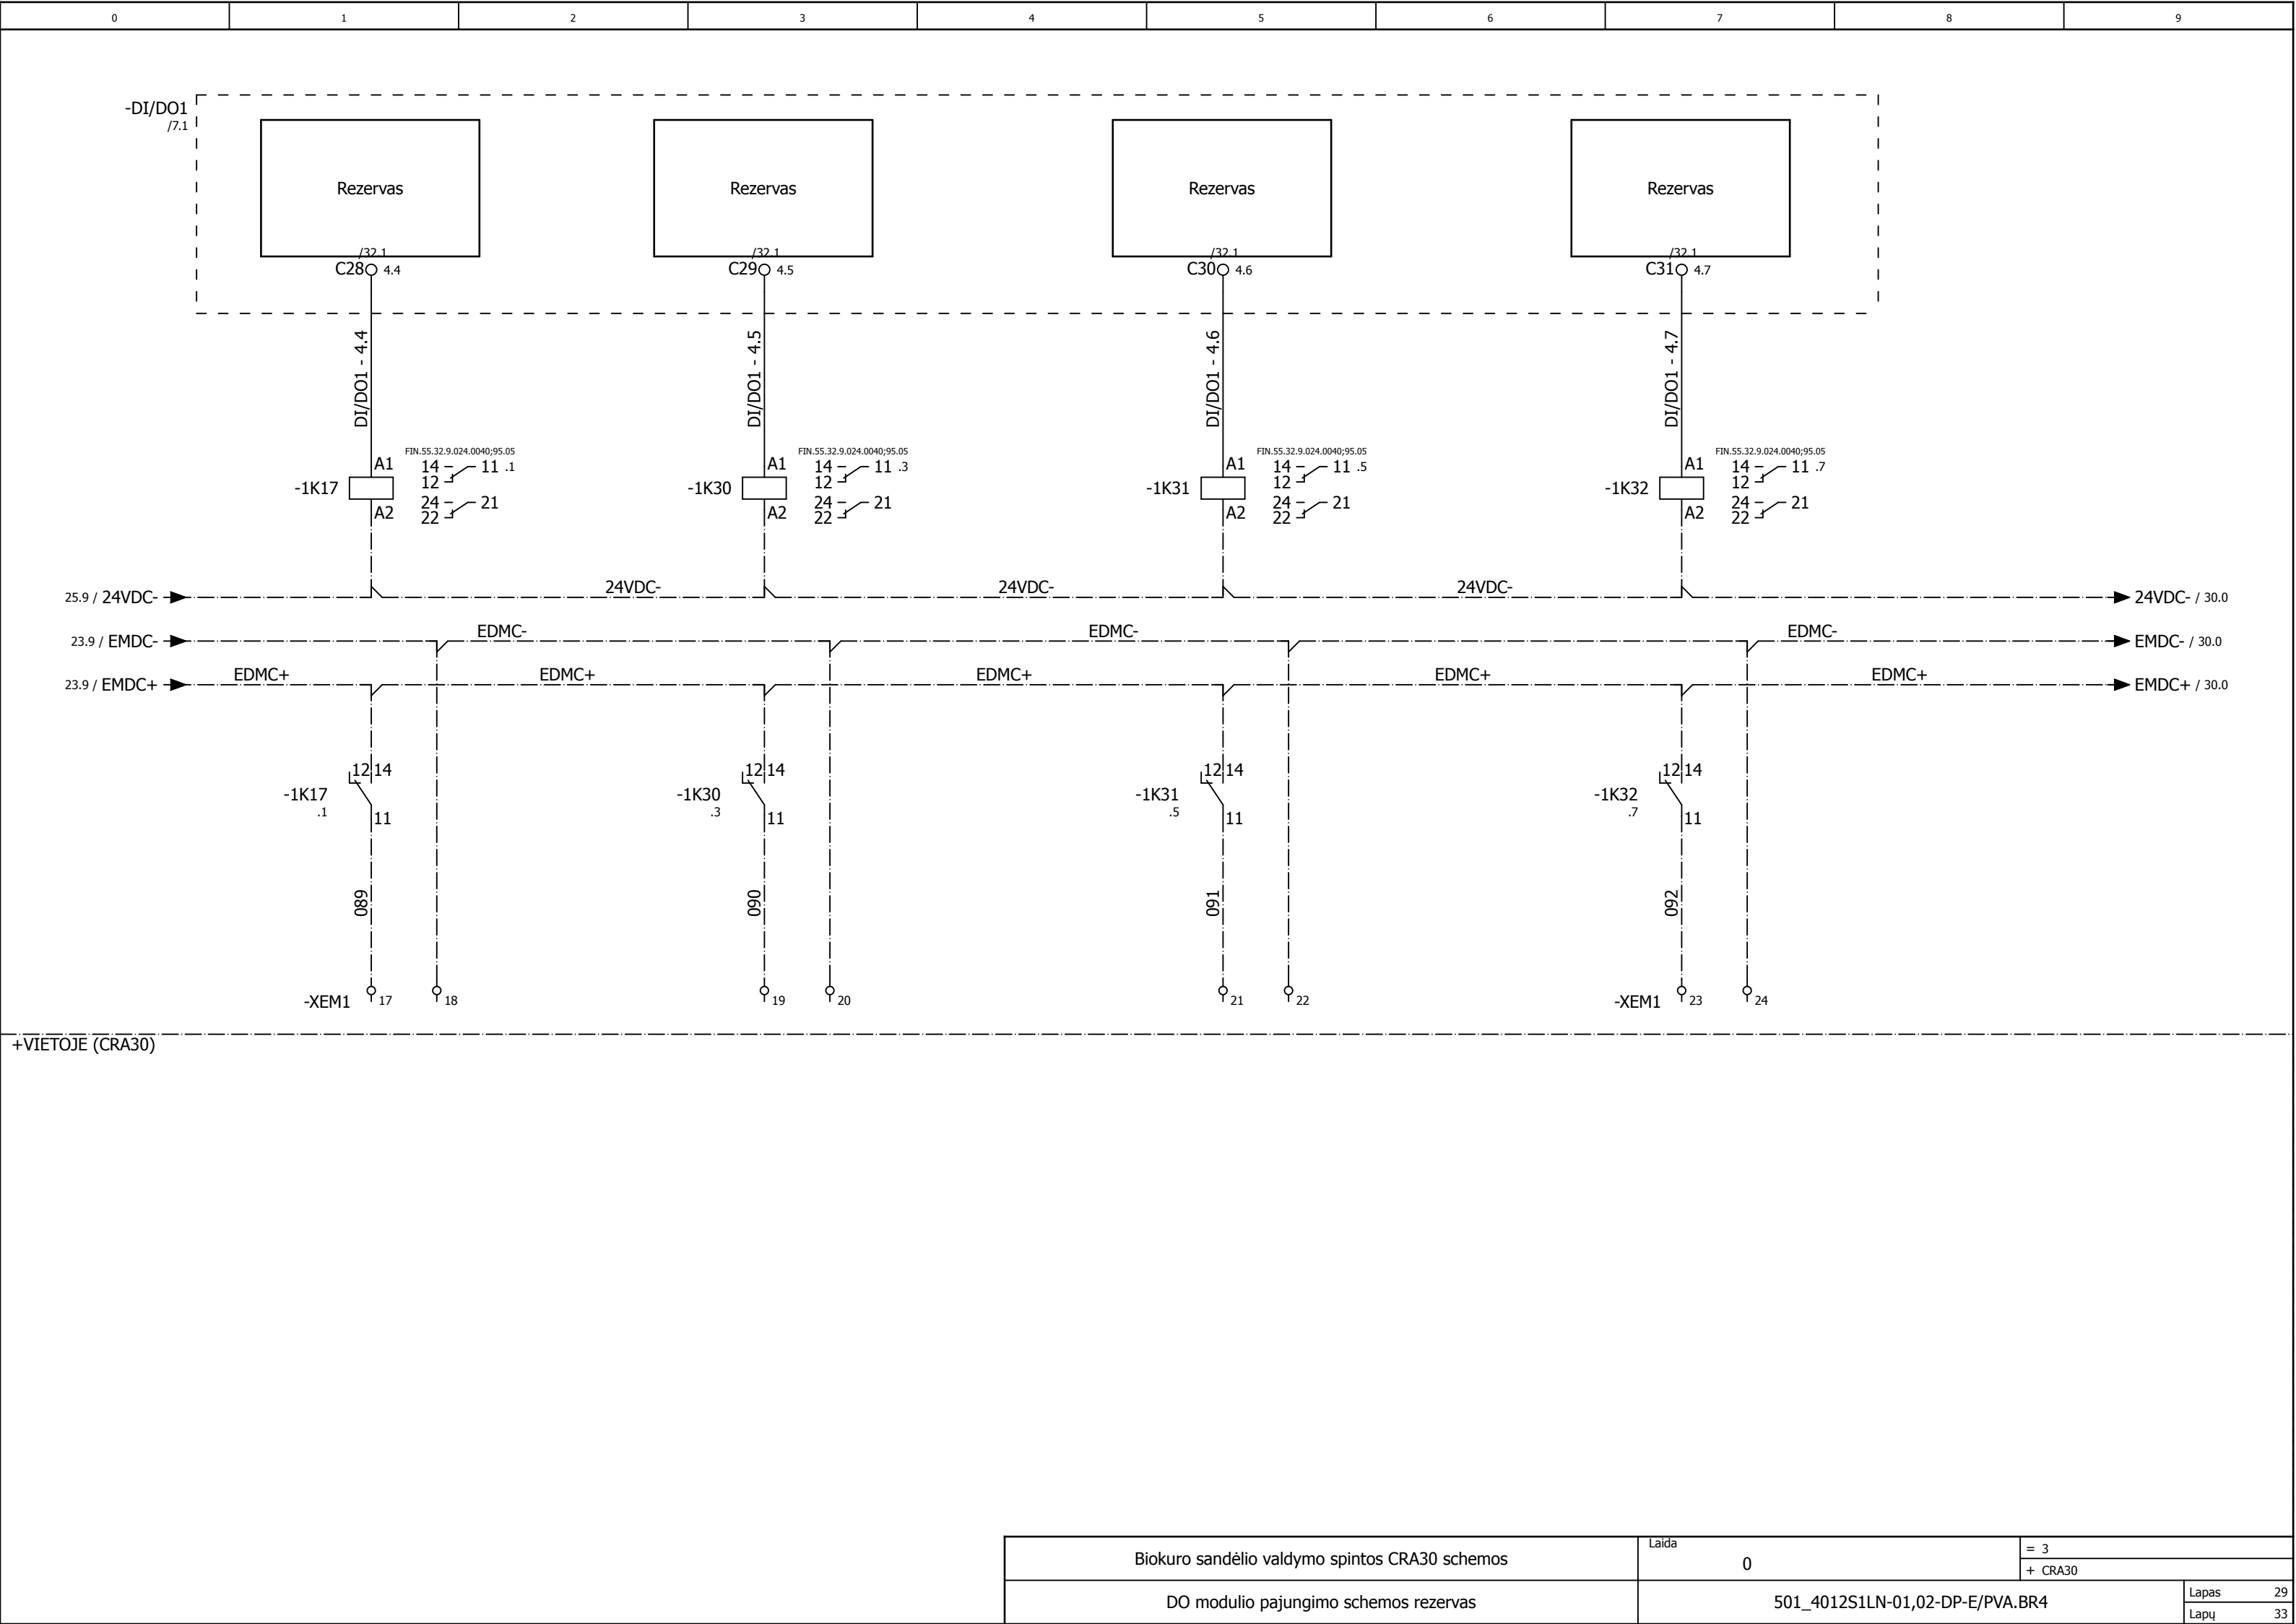 0 1 2 3 4 5 6 7 8 9
-DI/DO1
/7.1
Rezervas Rezervas Rezervas Rezervas
/32.1 /32.1 /32.1 /32.1
C28 4.4 C29 4.5 C30 4.6 C31 4.7
DI/DO1 - 4.4 DI/DO1 - 4.5 DI/DO1 - 4.6 DI/DO1 - 4.7
FIN.55.32.9.024.0040;95.05 FIN.55.32.9.024.0040;95.05 FIN.55.32.9.024.0040;95.05 FIN.55.32.9.024.0040;95.05
A1 14 11 .1 A1 14 11 .3 A1 14 11 .5 A1 14 11 .7
12 12 12 12
-1K17 -1K30 -1K31 -1K32
24 21 24 21 24 21 24 21
A2 22 A2 22 A2 22 A2 22
25.9 / 24VDC- 24VDC- 24VDC- 24VDC- 24VDC- / 30.0
23.9 / EMDC- EDMC- EDMC- EDMC- EMDC- / 30.0
23.9 / EMDC+ EDMC+ EDMC+ EDMC+ EDMC+ EDMC+ EMDC+ / 30.0
12 14 12 14 12 14 12 14
-1K17 -1K30 -1K31 -1K32
.1 .3 .5 .7
11 11 11 11
089 090 091 092
-XEM1 17 18 19 20 21 22 -XEM1 23 24
+VIETOJE (CRA30)
Biokuro sandėlio valdymo spintos CRA30 schemos
Laida
0
= 3
+ CRA30
DO modulio pajungimo schemos rezervas
501_4012S1LN-01,02-DP-E/PVA.BR4
Lapas 29
Lapų 33